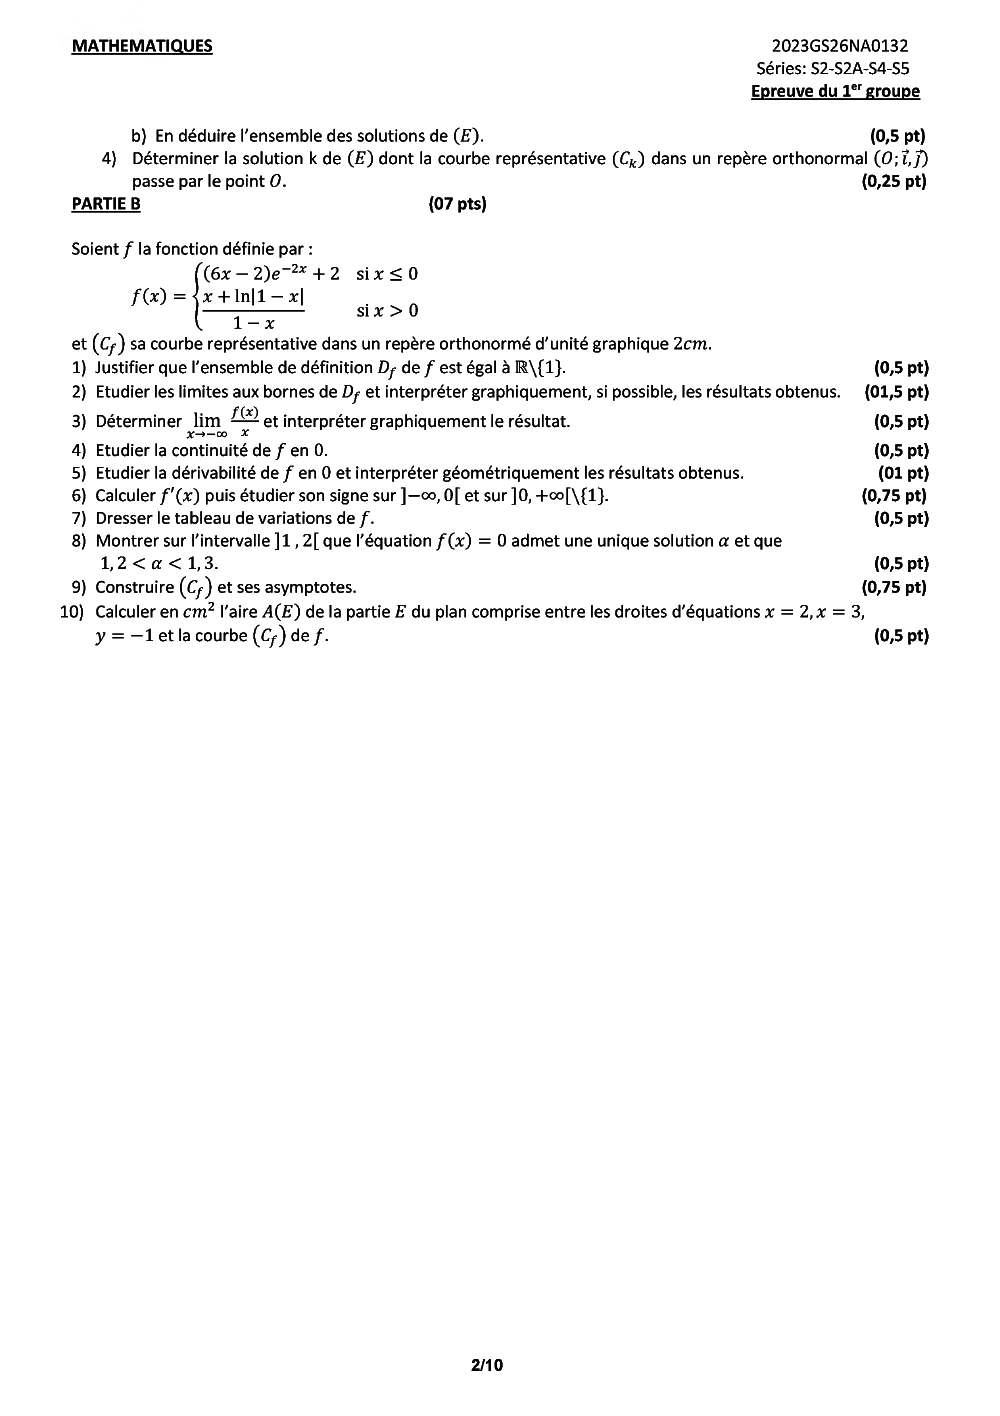 MATHEMATIQUES 2023GS26NA0132
Séries: S2-S2A-S4-S5
Epreuve du 1er groupe
b) En déduire l'ensemble des solutions de (E). (0,5 pt)
4) Déterminer la solution k de (E) dont la courbe représentative (C_k) dans un repère orthonormal (O; i⃗, j⃗)
passe par le point O. (0,25 pt)
PARTIE B (07 pts)
Soient f la fonction définie par :
f(x) = { (6x − 2)e^{−2x} + 2 si x ≤ 0
(x + ln|1 − x|)/(1 − x) si x > 0
et (C_f) sa courbe représentative dans un repère orthonormé d'unité graphique 2cm.
1) Justifier que l'ensemble de définition D_f de f est égal à ℝ\{1}. (0,5 pt)
2) Etudier les limites aux bornes de D_f et interpréter graphiquement, si possible, les résultats obtenus. (01,5 pt)
3) Déterminer lim_{x→−∞} f(x)/x et interpréter graphiquement le résultat. (0,5 pt)
4) Etudier la continuité de f en 0. (0,5 pt)
5) Etudier la dérivabilité de f en 0 et interpréter géométriquement les résultats obtenus. (01 pt)
6) Calculer f′(x) puis étudier son signe sur ]−∞, 0[ et sur ]0, +∞[\{1}. (0,75 pt)
7) Dresser le tableau de variations de f. (0,5 pt)
8) Montrer sur l'intervalle ]1 , 2[ que l'équation f(x) = 0 admet une unique solution α et que
1, 2 < α < 1, 3. (0,5 pt)
9) Construire (C_f) et ses asymptotes. (0,75 pt)
10) Calculer en cm² l'aire A(E) de la partie E du plan comprise entre les droites d'équations x = 2, x = 3,
y = −1 et la courbe (C_f) de f. (0,5 pt)
2/10